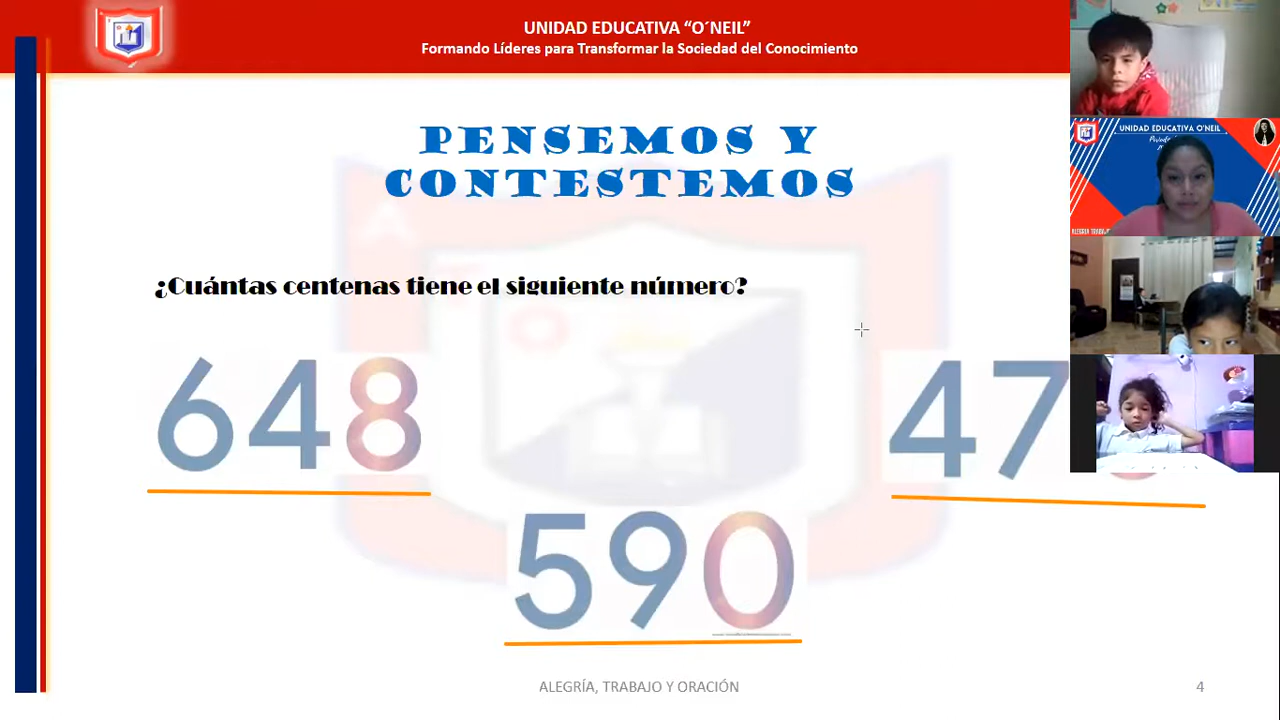 UNIDAD EDUCATIVA “O´NEIL”
Formando Líderes para Transformar la Sociedad del Conocimiento
PENSEMOS Y
CONTESTEMOS
¿Cuántas centenas tiene el siguiente número?
648
47
590
ALEGRÍA, TRABAJO Y ORACIÓN
4
UNIDAD EDUCATIVA O'NEIL